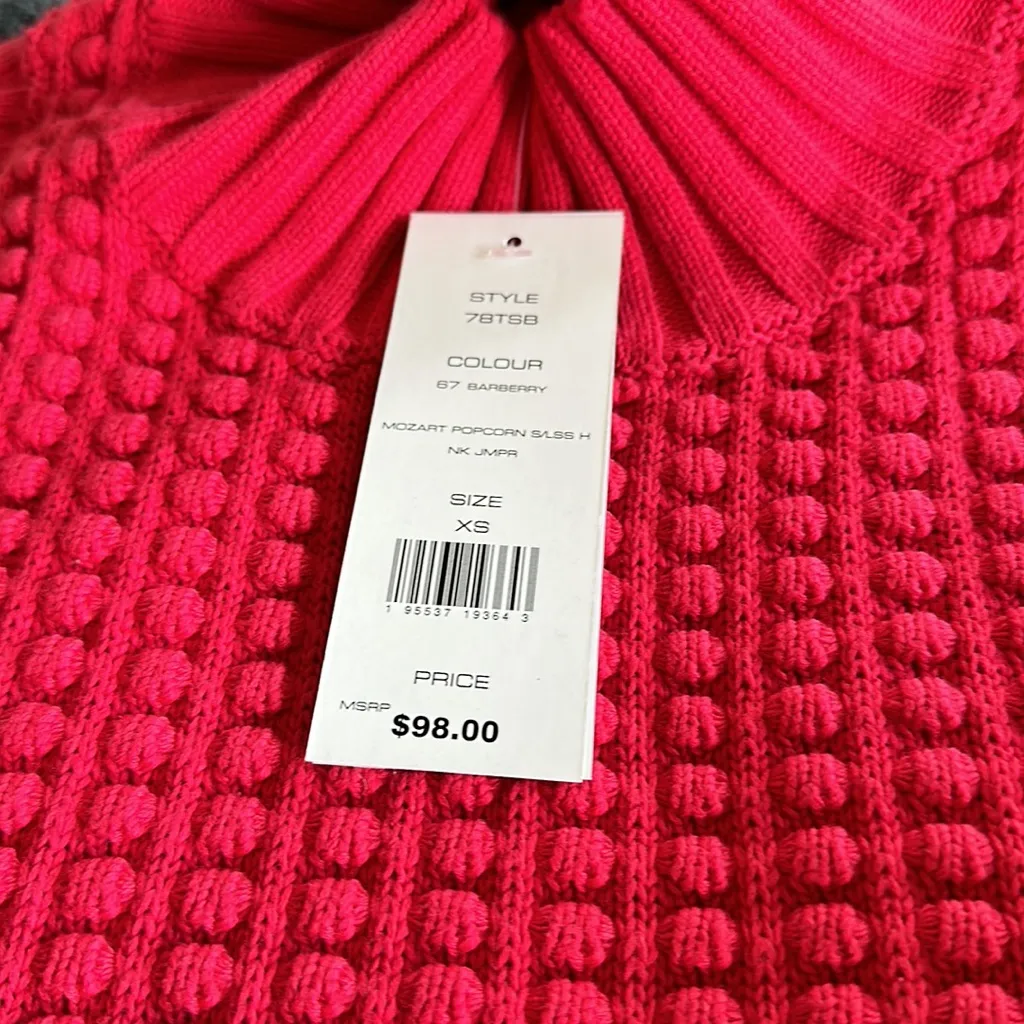 STYLE
78TSB
COLOUR
67 BARBERRY
MOZART POPCORN S/LSS H
NK JMPR
SIZE
XS
1 95537 19364 3
PRICE
MSRP $98.00